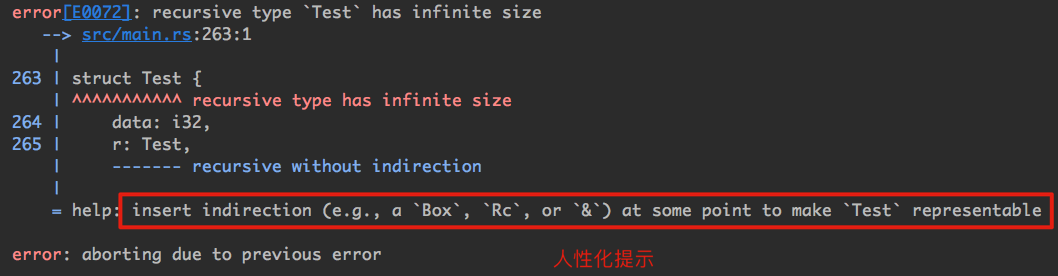 error[E0072]: recursive type `Test` has infinite size
--> src/main.rs:263:1
|
263 | struct Test {
| ^^^^^^^^^^^ recursive type has infinite size
264 |     data: i32,
265 |     r: Test,
|     ------- recursive without indirection
|
= help: insert indirection (e.g., a `Box`, `Rc`, or `&`) at some point to make `Test` representable
error: aborting due to previous error
人性化提示